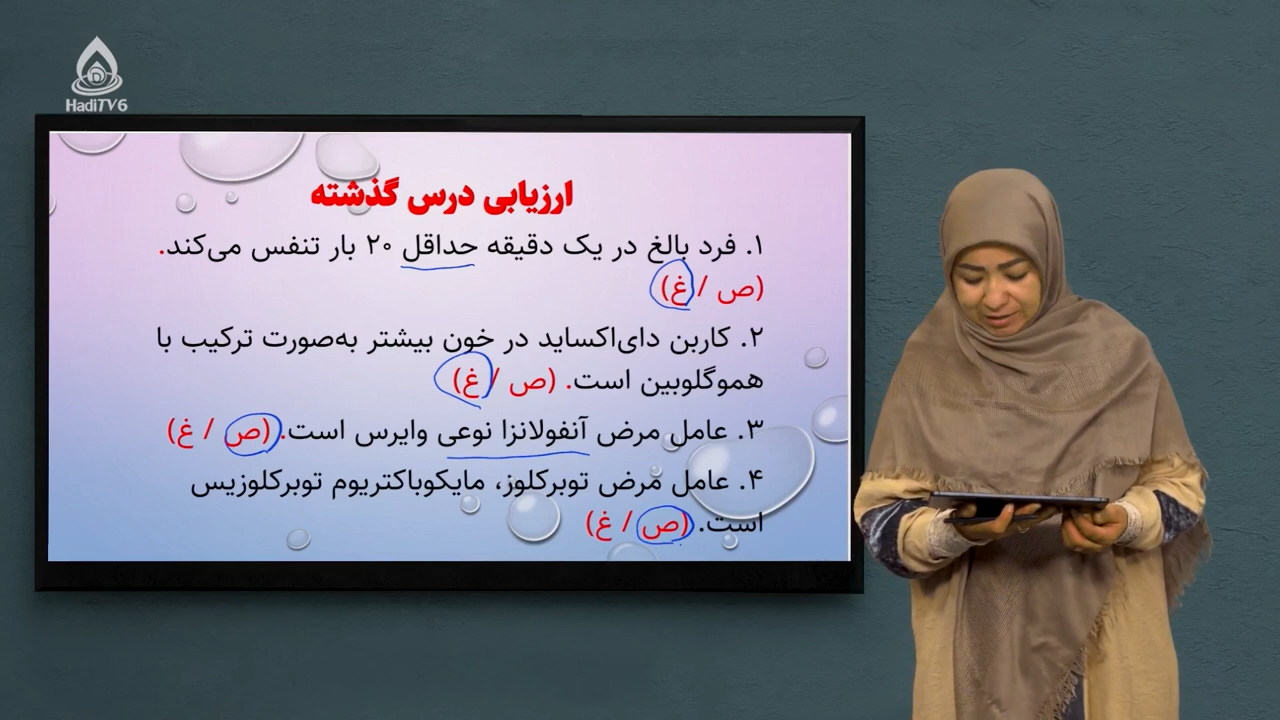 HadiTV6
ارزیابی درس گذشته
۱. فرد بالغ در یک دقیقه حداقل ۲۰ بار تنفس می‌کند.
(ص / غ)
۲. کاربن دای‌اکساید در خون بیشتر به‌صورت ترکیب با
هموگلوبین است. (ص / غ)
۳. عامل مرض آنفولانزا نوعی وایرس است. (ص / غ)
۴. عامل مرض توبرکلوز، مایکوباکتریوم توبرکلوزیس
است. (ص / غ)